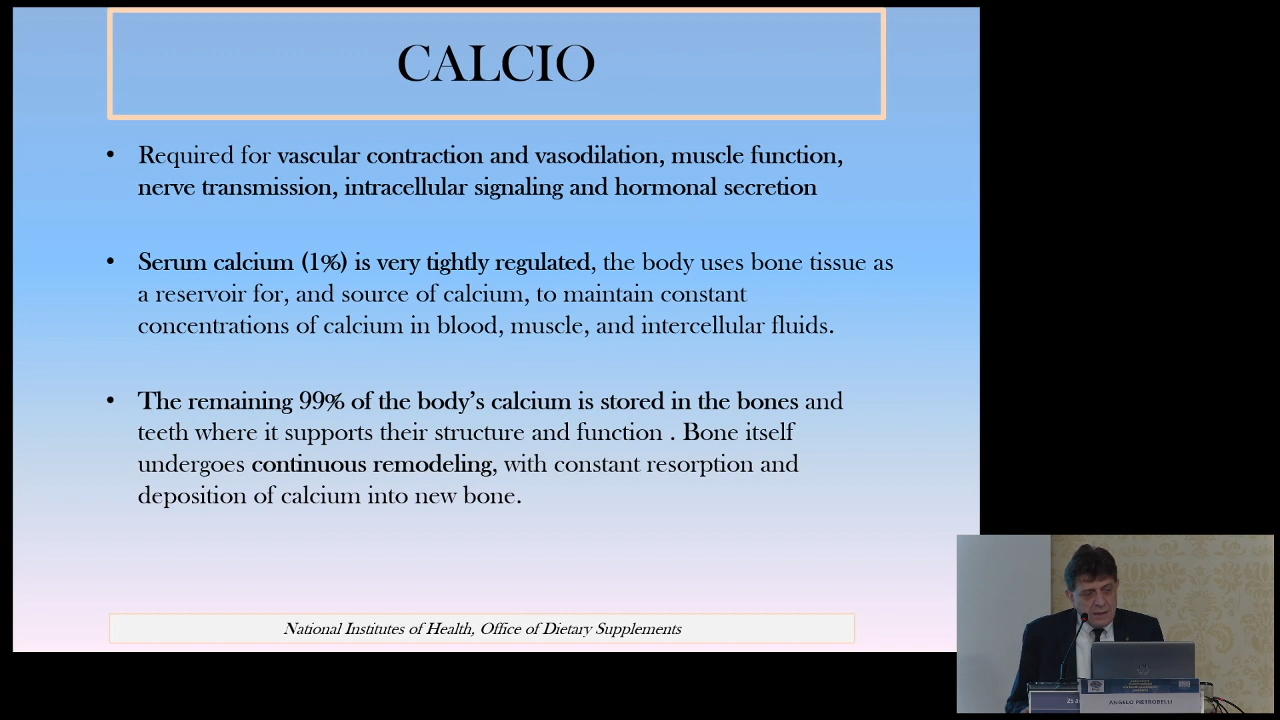 CALCIO
• Required for vascular contraction and vasodilation, muscle function,
nerve transmission, intracellular signaling and hormonal secretion
• Serum calcium (1%) is very tightly regulated, the body uses bone tissue as
a reservoir for, and source of calcium, to maintain constant
concentrations of calcium in blood, muscle, and intercellular fluids.
• The remaining 99% of the body's calcium is stored in the bones and
teeth where it supports their structure and function . Bone itself
undergoes continuous remodeling, with constant resorption and
deposition of calcium into new bone.
National Institutes of Health, Office of Dietary Supplements
ANGELO PIETROBELLI